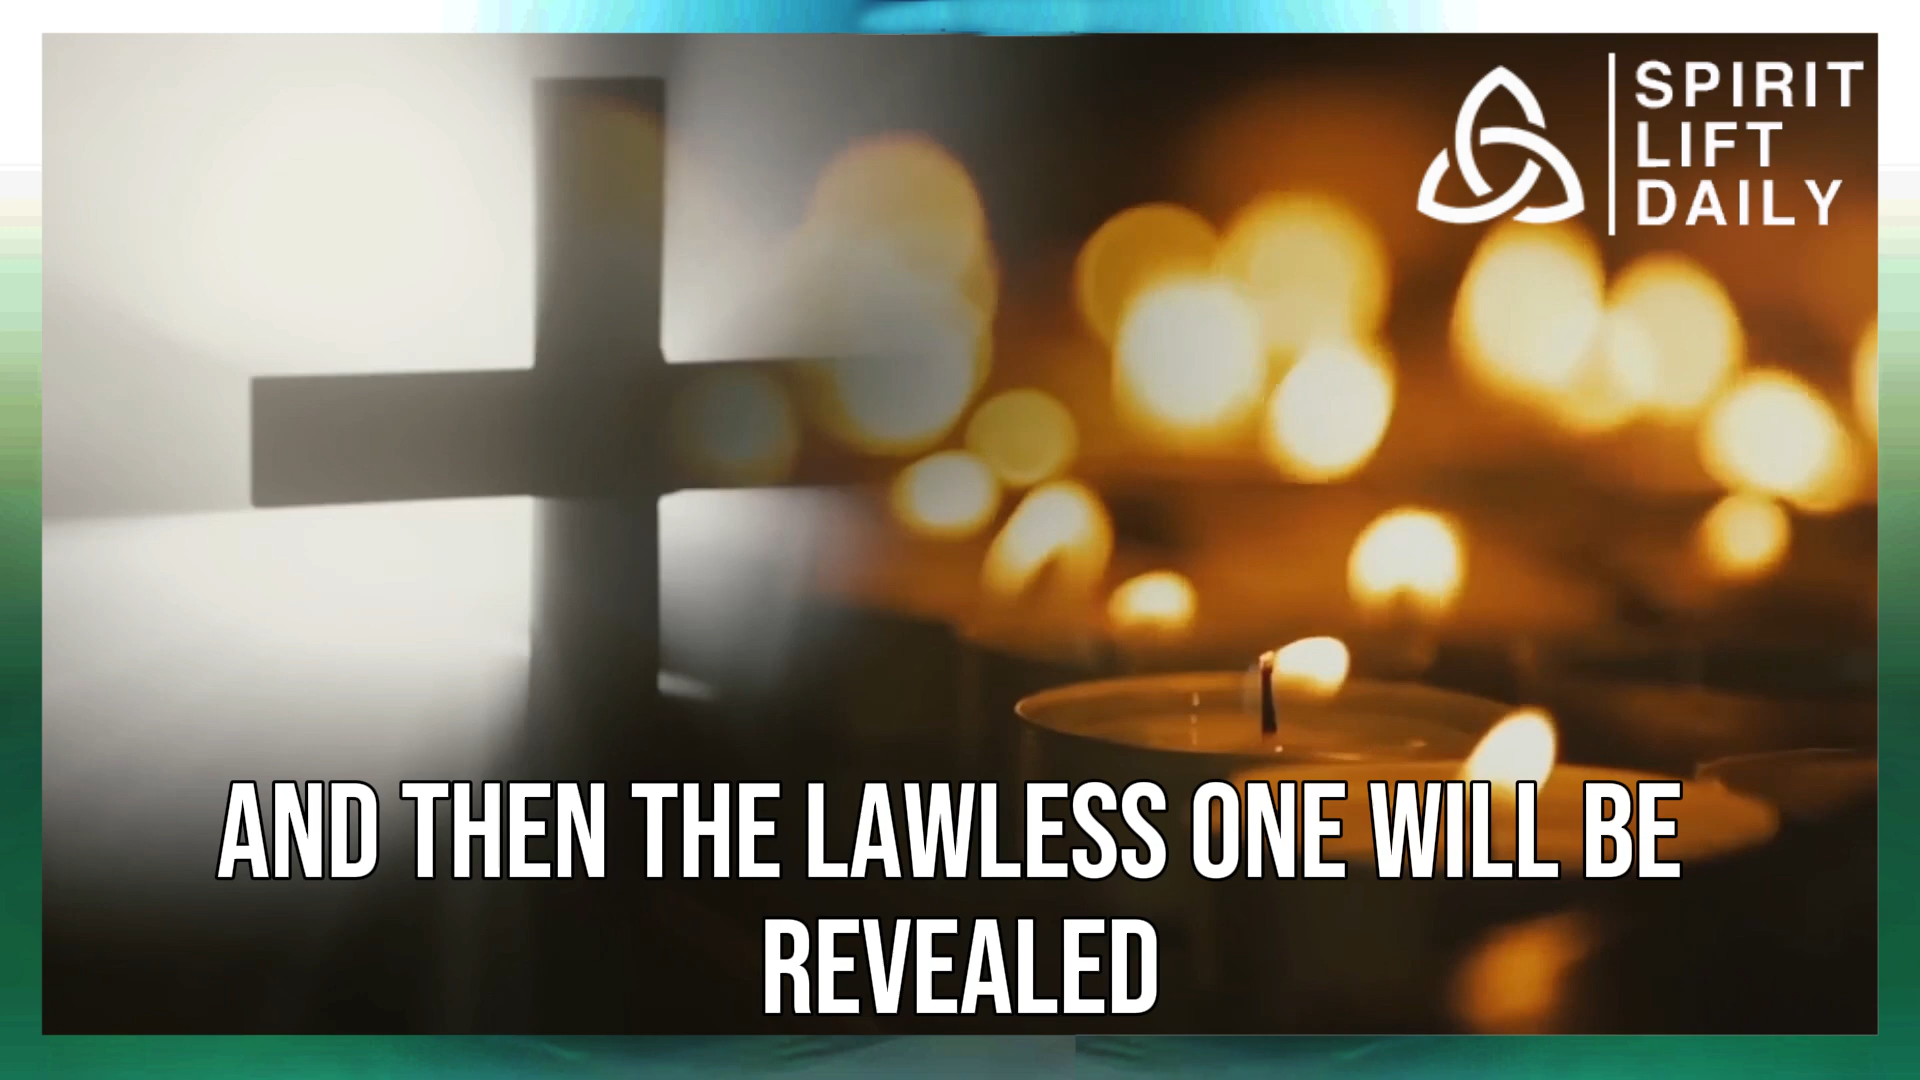 SPIRIT
LIFT
DAILY
AND THEN THE LAWLESS ONE WILL BE
REVEALED